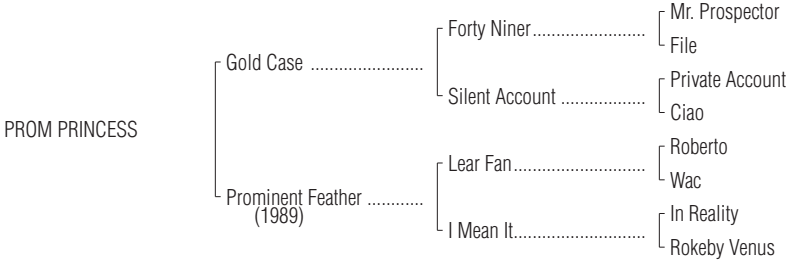 Mr. Prospector
Forty Niner..........................
File
Gold Case ..........................
Private Account
Silent Account ....................
Ciao
PROM PRINCESS
Roberto
Lear Fan...............................
Wac
Prominent Feather .............
(1989)
In Reality
I Mean It..............................
Rokeby Venus